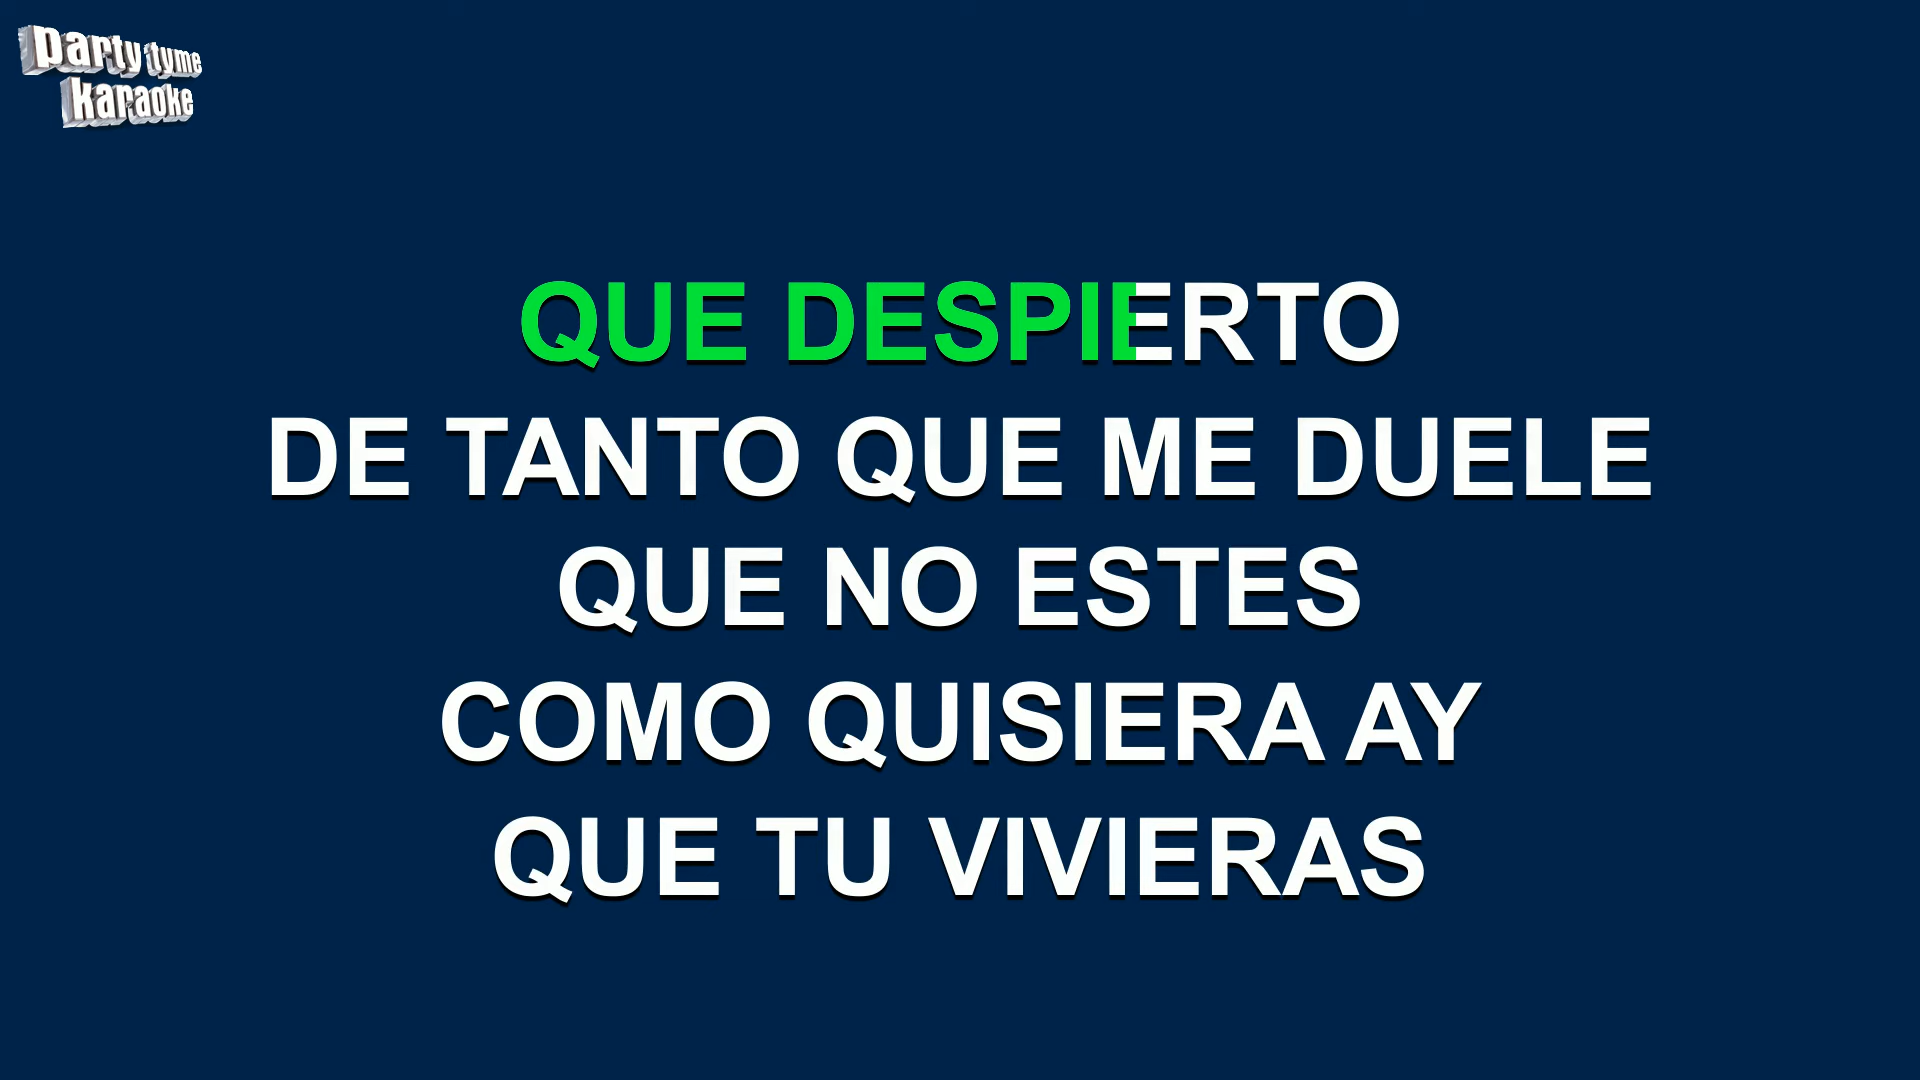 party tyme
karaoke
QUE DESPIERTO
DE TANTO QUE ME DUELE
QUE NO ESTES
COMO QUISIERA AY
QUE TU VIVIERAS